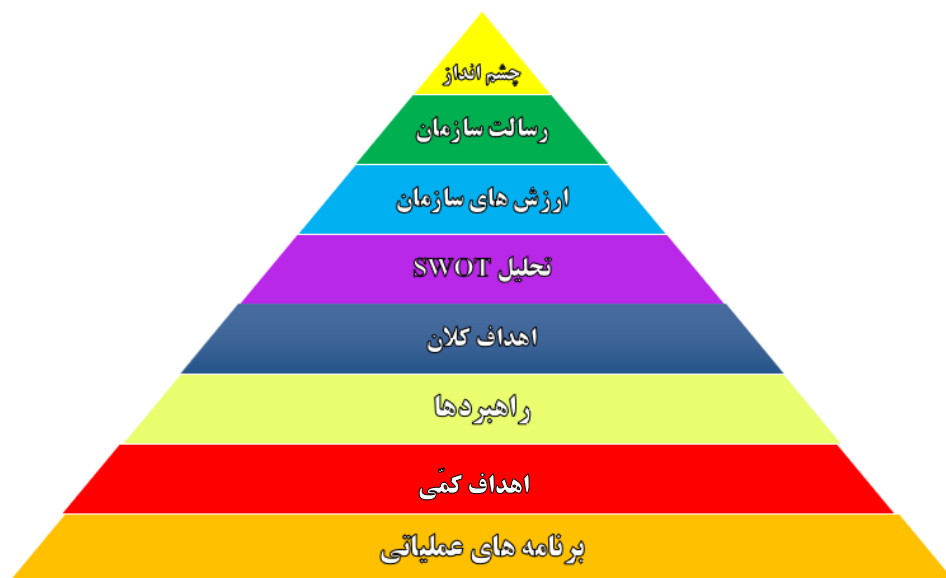 چشم انداز
رسالت سازمان
ارزش های سازمان
تحلیل SWOT
اهداف کلان
راهبردها
اهداف کمّی
برنامه های عملیاتی